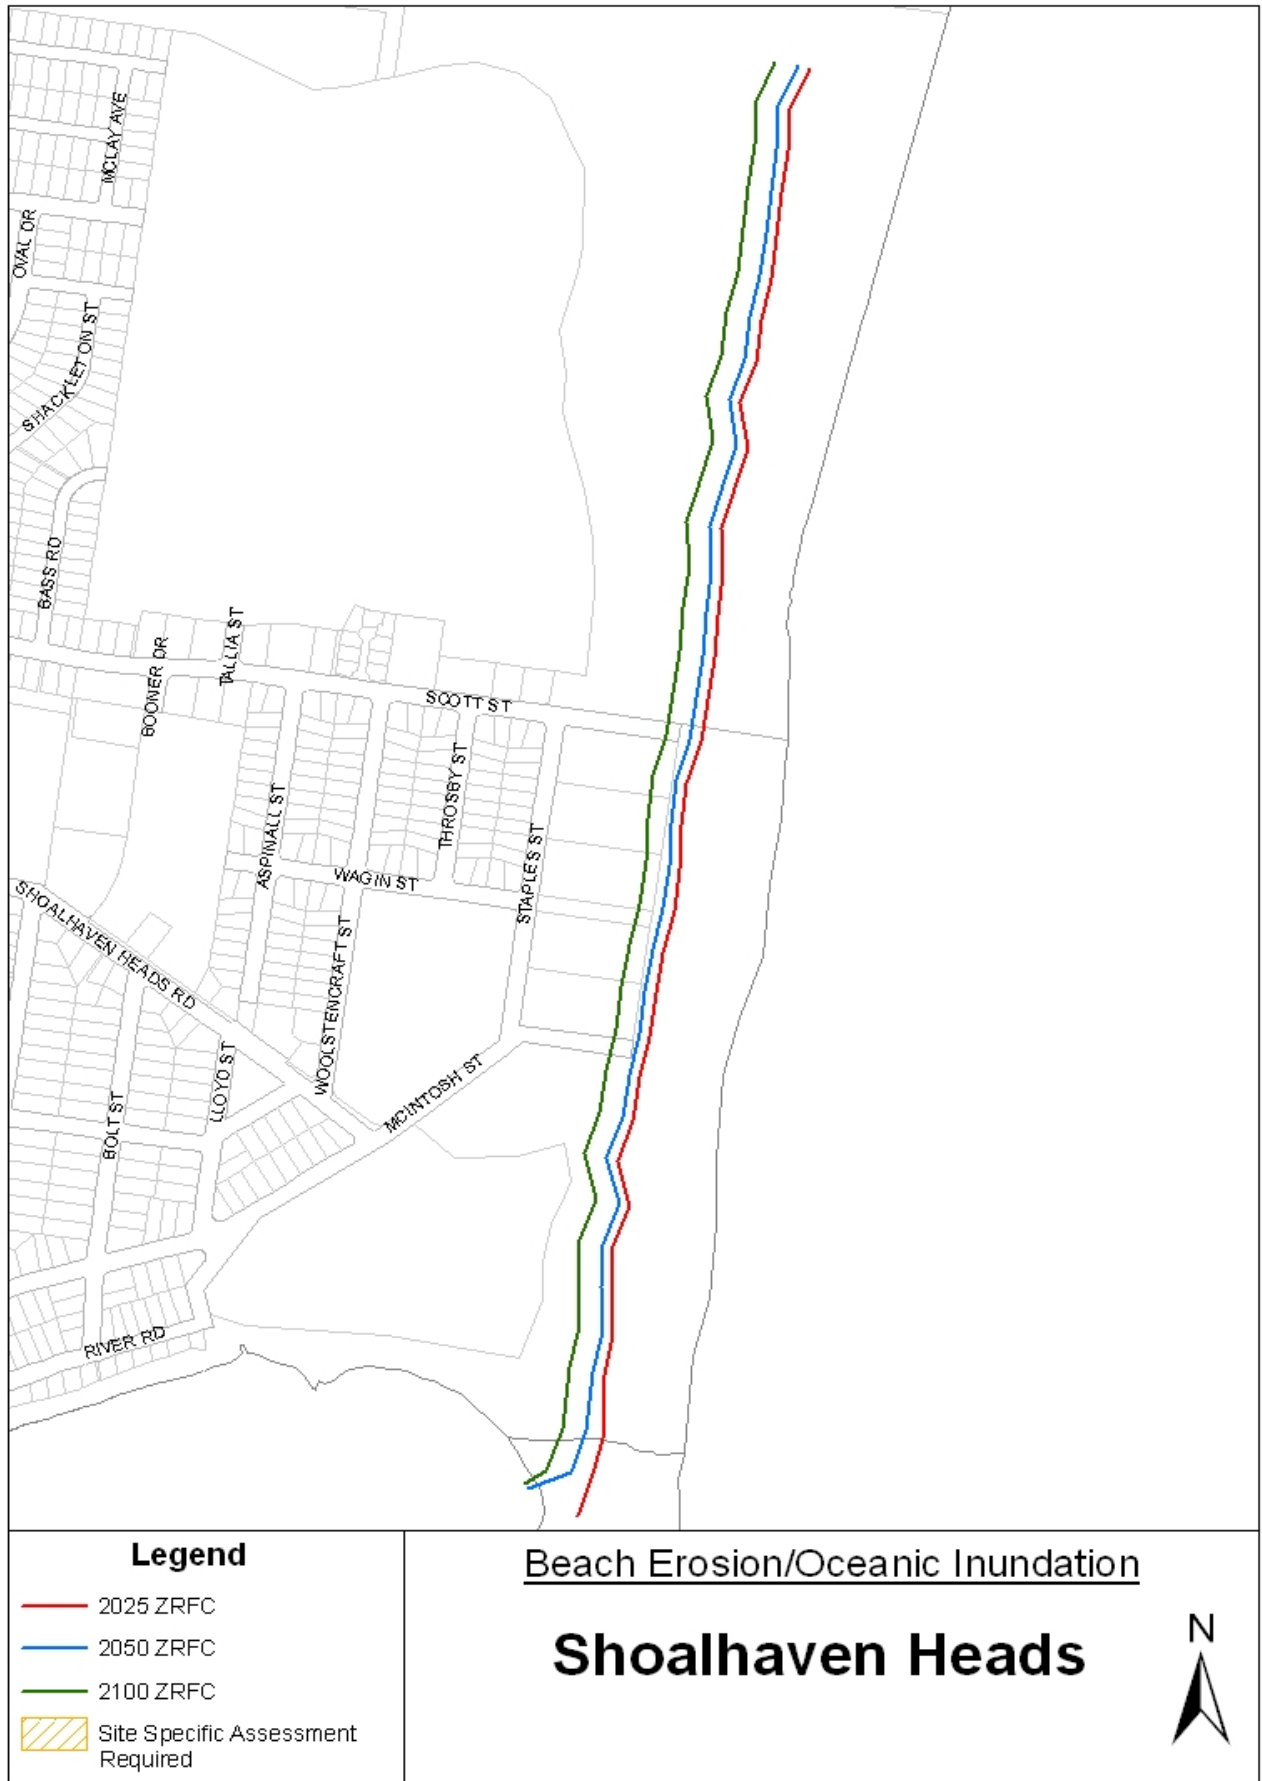 MCLAY AVE
OVAL DR
SHACKLETON ST
BASS RD
TALLIA ST
BOONER DR
SCOTT ST
THROSBY ST
ASPINALL ST
STAPLES ST
WAGIN ST
SHOALHAVEN HEADS RD
WOOLSTENCRAFT ST
LLOYD ST
MCINTOSH ST
BOLT ST
RIVER RD
Legend
2025 ZRFC
2050 ZRFC
2100 ZRFC
Site Specific Assessment
Required
Beach Erosion/Oceanic Inundation
Shoalhaven Heads
N